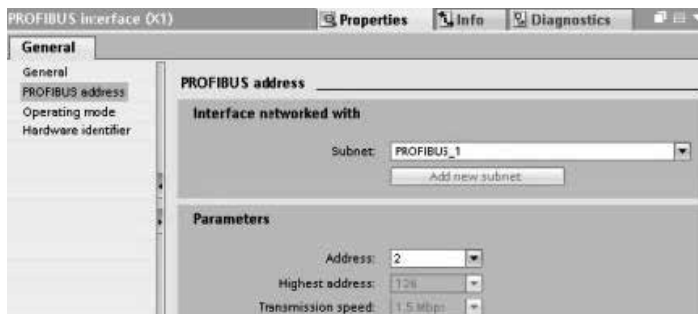 PROFIBUS interface (X1)
Properties Info Diagnostics
General
General
PROFIBUS address
Operating mode
Hardware identifier
PROFIBUS address
Interface networked with
Subnet: PROFIBUS_1
Add new subnet
Parameters
Address: 2
Highest address: 126
Transmission speed: 1.5 Mbps